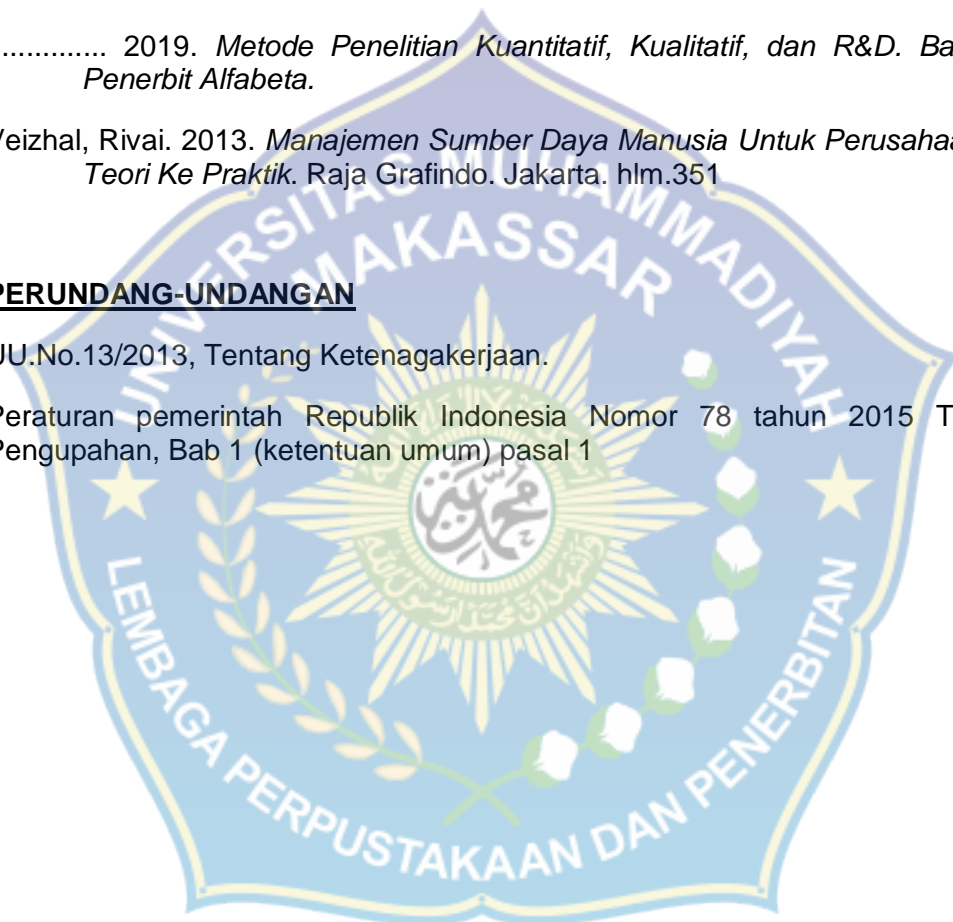 ............. 2019. Metode Penelitian Kuantitatif, Kualitatif, dan R&D. Ba
Penerbit Alfabeta.
Veizhal, Rivai. 2013. Manajemen Sumber Daya Manusia Untuk Perusahaa
Teori Ke Praktik. Raja Grafindo. Jakarta. hlm.351
UNIVERSITAS MUHAMMADIYAH
MAKASSAR
PERUNDANG-UNDANGAN
UU.No.13/2013, Tentang Ketenagakerjaan.
Peraturan pemerintah Republik Indonesia Nomor 78 tahun 2015 T
Pengupahan, Bab 1 (ketentuan umum) pasal 1
محمد
LEMBAGA PERPUSTAKAAN DAN PENERBITAN